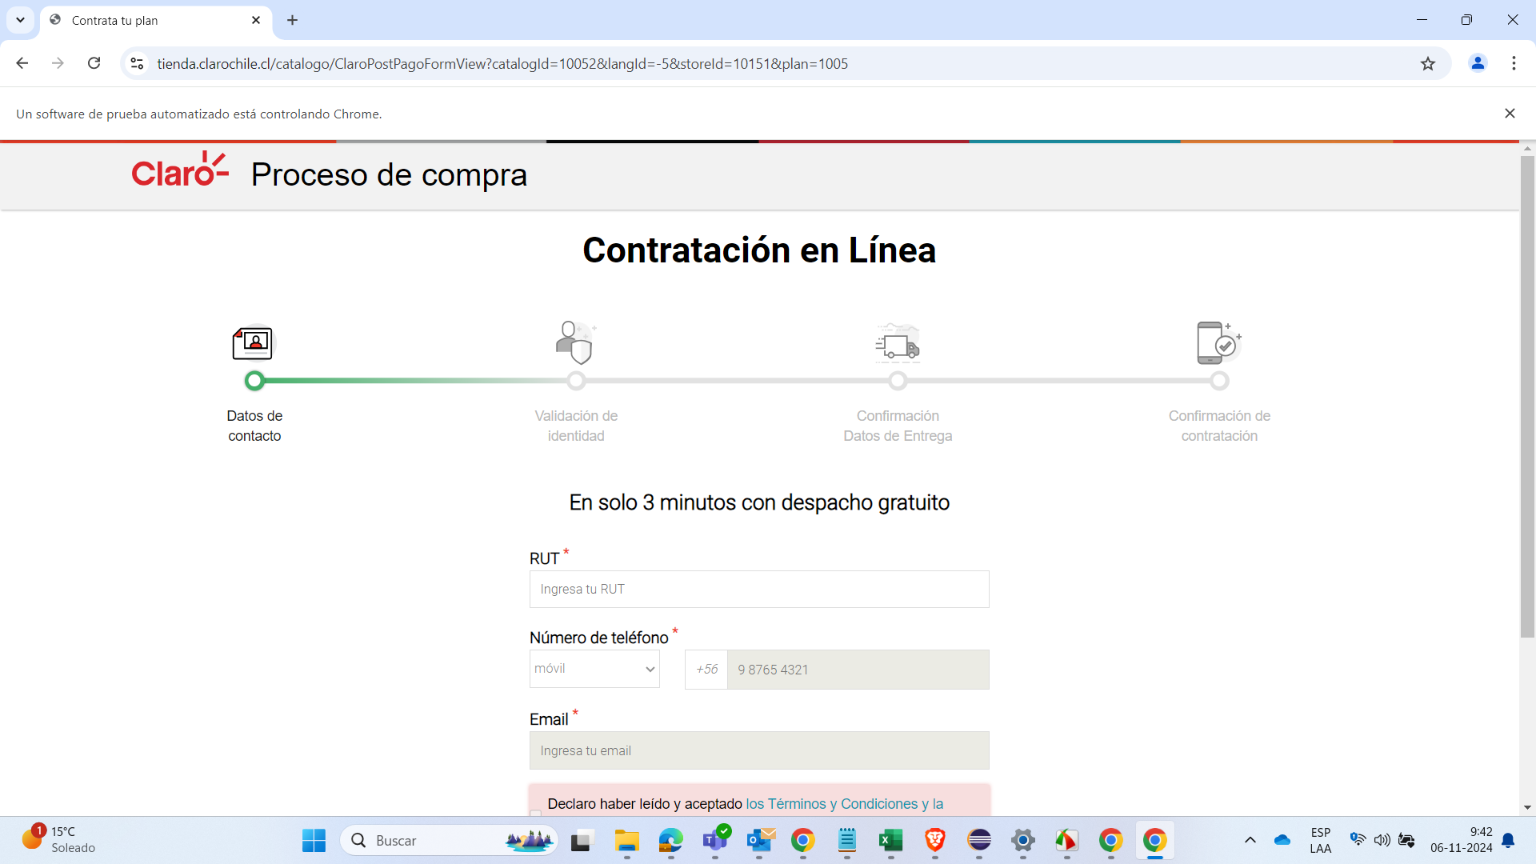 Contrata tu plan
tienda.clarochile.cl/catalogo/ClaroPostPagoFormView?catalogId=10052&langId=-5&storeId=10151&plan=1005
Un software de prueba automatizado está controlando Chrome.
Claro Proceso de compra
Contratación en Línea
Datos de
contacto
Validación de
identidad
Confirmación
Datos de Entrega
Confirmación de
contratación
En solo 3 minutos con despacho gratuito
RUT *
Ingresa tu RUT
Número de teléfono *
móvil +56 9 8765 4321
Email *
Ingresa tu email
Declaro haber leído y aceptado los Términos y Condiciones y la
1
15°C
Soleado
Buscar
ESP
LAA
9:42
06-11-2024